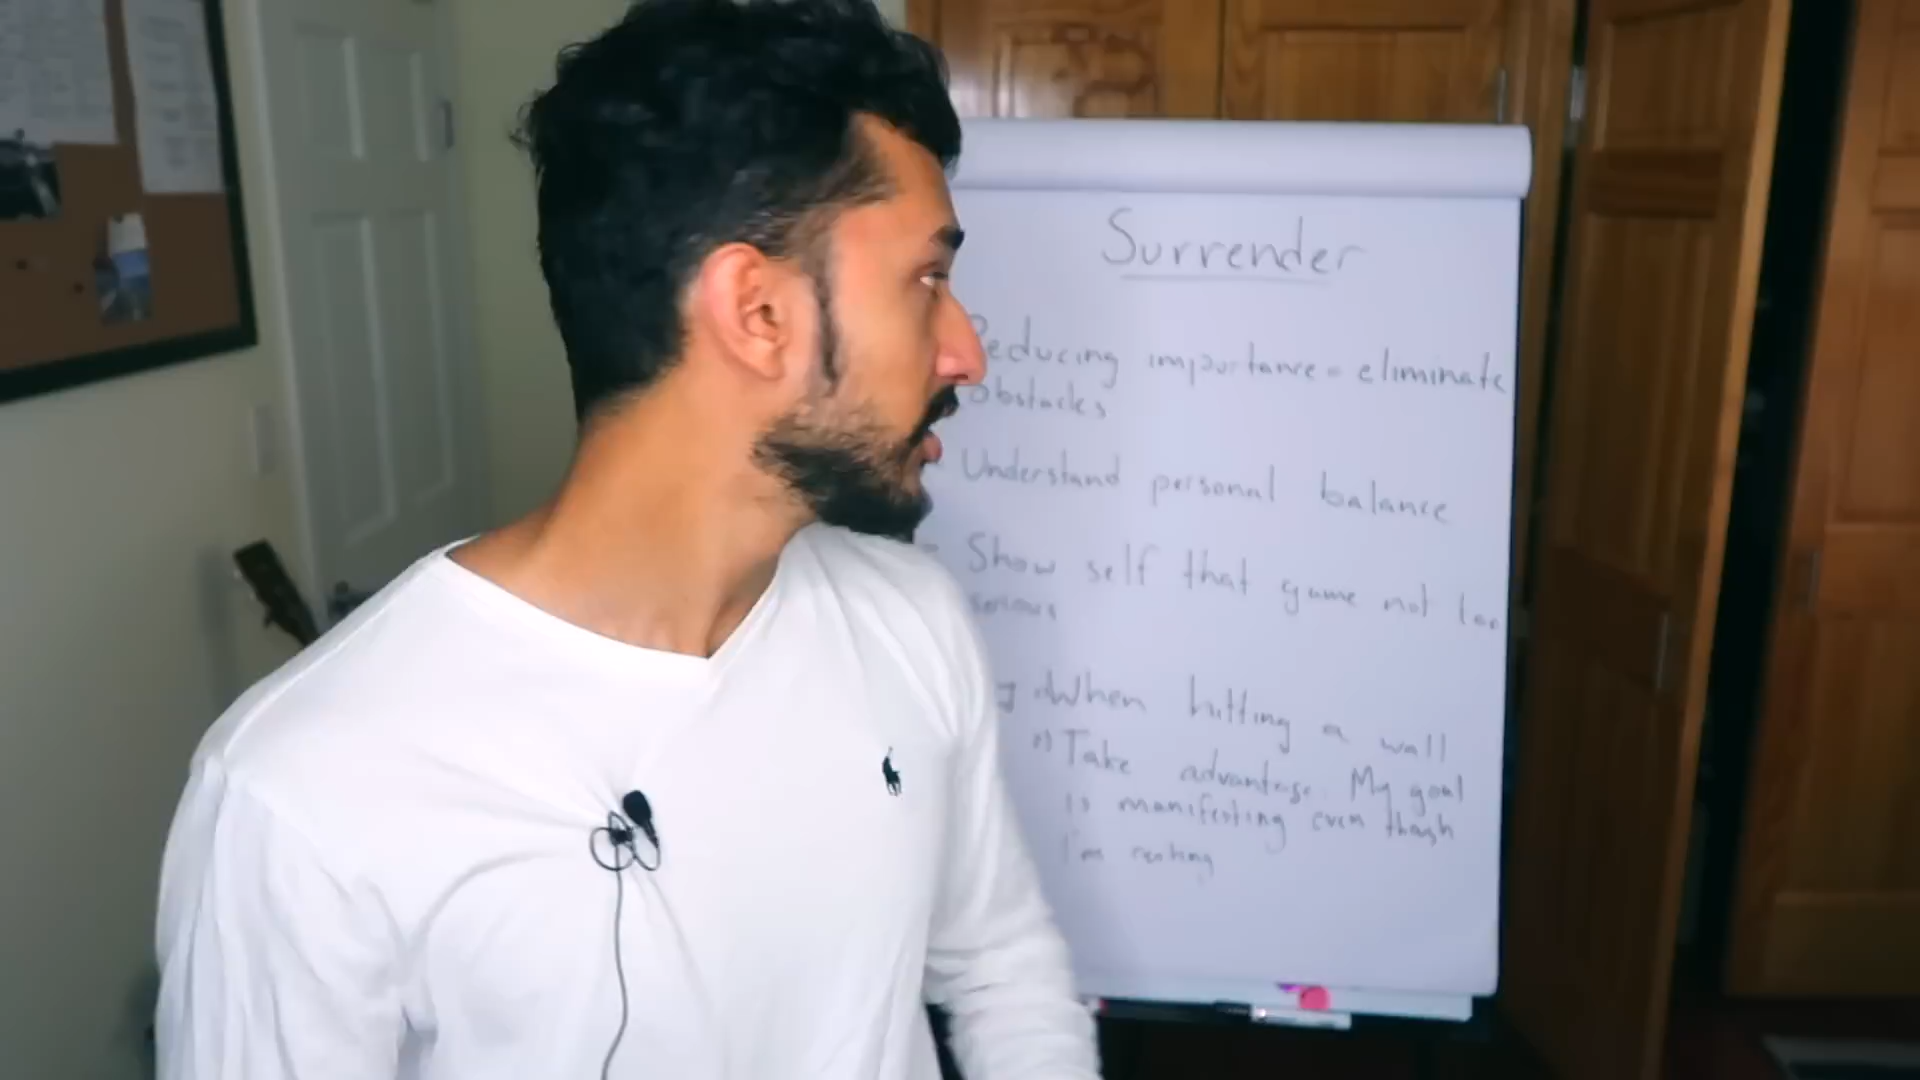 Surrender
Reducing importance = eliminate
obstacles
- Understand personal balance
- Show self that game not too
serious
When hitting a wall
Take advantage. My goal
is manifesting even though
I'm resting